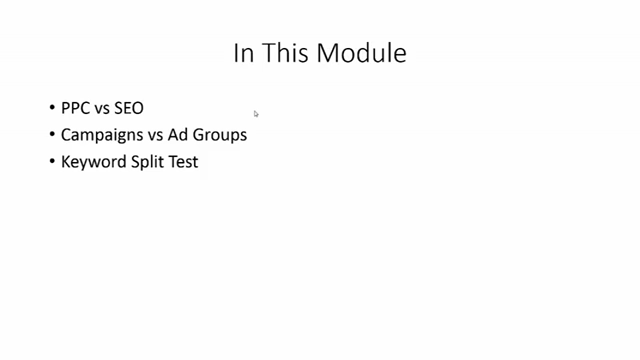 In This Module
• PPC vs SEO
• Campaigns vs Ad Groups
• Keyword Split Test